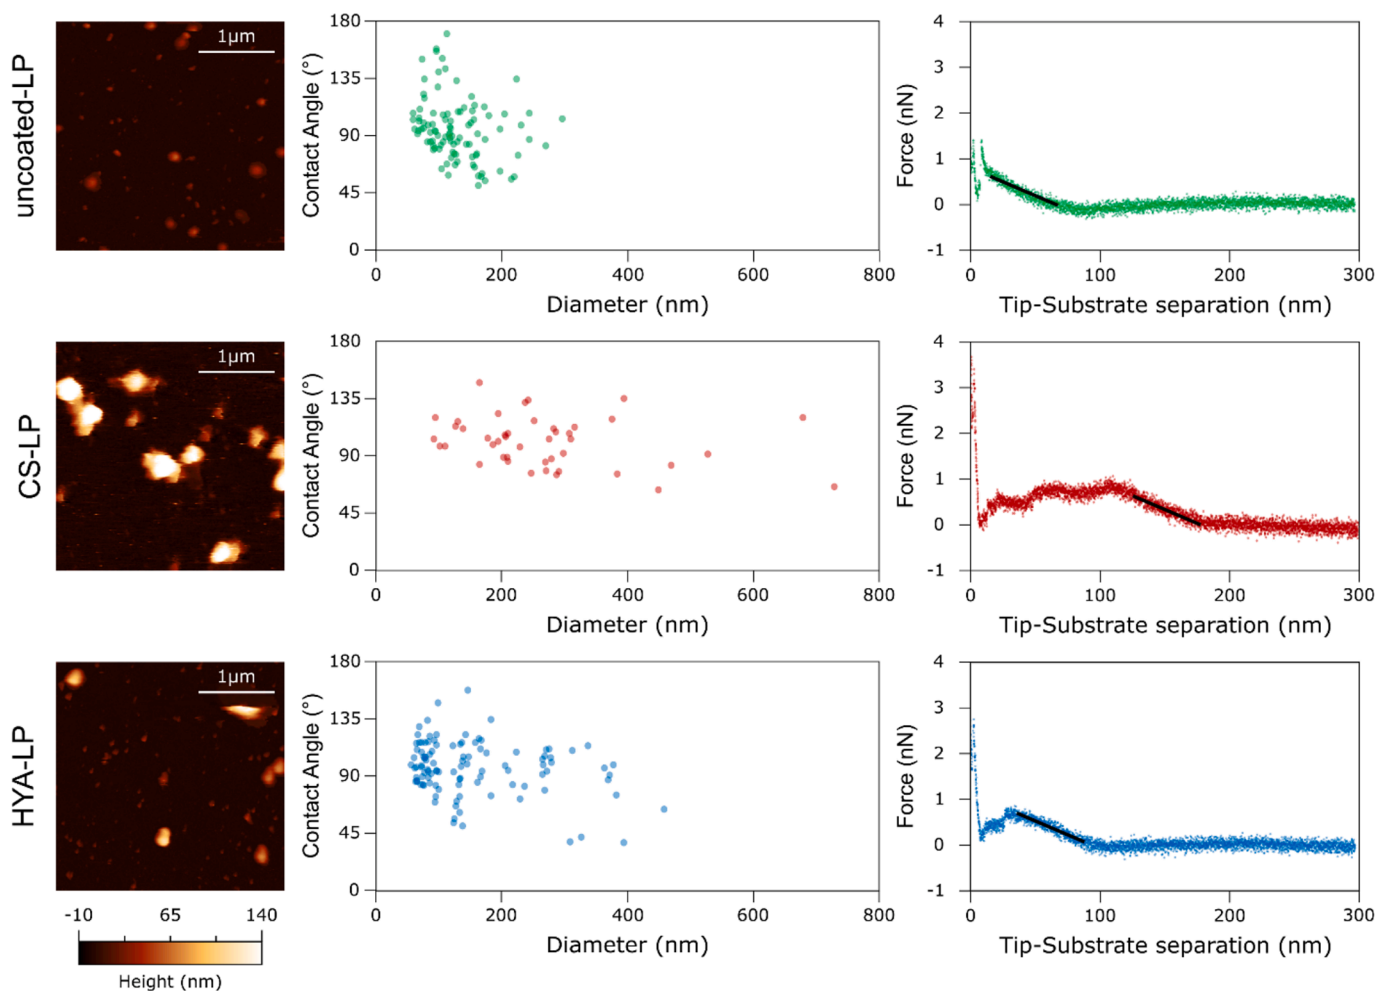 uncoated-LP
1µm
180
135
90
45
0
Contact Angle (°)
0 200 400 600 800
Diameter (nm)
4
3
2
1
0
-1
Force (nN)
0 100 200 300
Tip-Substrate separation (nm)
CS-LP
1µm
180
135
90
45
0
Contact Angle (°)
0 200 400 600 800
Diameter (nm)
4
3
2
1
0
-1
Force (nN)
0 100 200 300
Tip-Substrate separation (nm)
HYA-LP
1µm
180
135
90
45
0
Contact Angle (°)
0 200 400 600 800
Diameter (nm)
4
3
2
1
0
-1
Force (nN)
0 100 200 300
Tip-Substrate separation (nm)
-10 65 140
Height (nm)